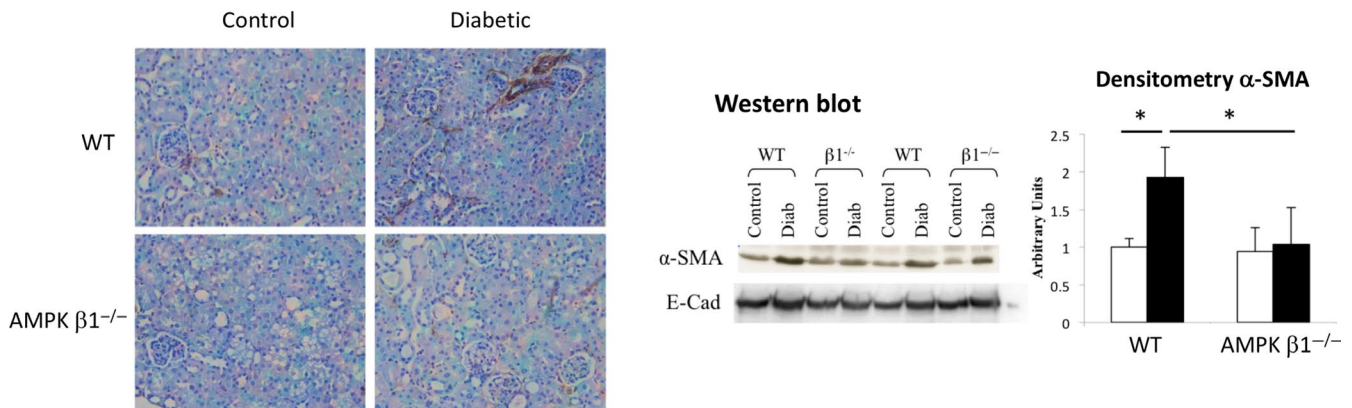 Control
Diabetic
WT
AMPK β1–/–
Western blot
WT
β1-/-
WT
β1–/–
Control
Diab
Control
Diab
Control
Diab
Control
Diab
α-SMA
E-Cad
Densitometry α-SMA
*
*
Arbitrary Units
2.5
2
1.5
1
0.5
0
WT
AMPK β1–/–